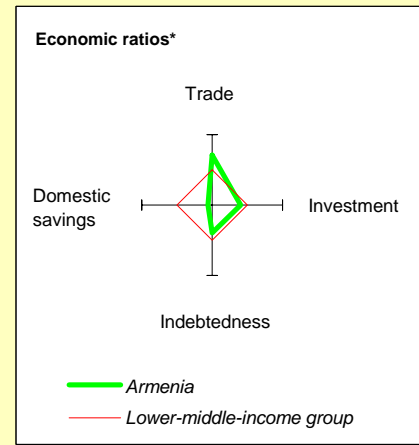 Economic ratios*
Trade
Domestic
savings
Investment
Indebtedness
Armenia
Lower-middle-income group